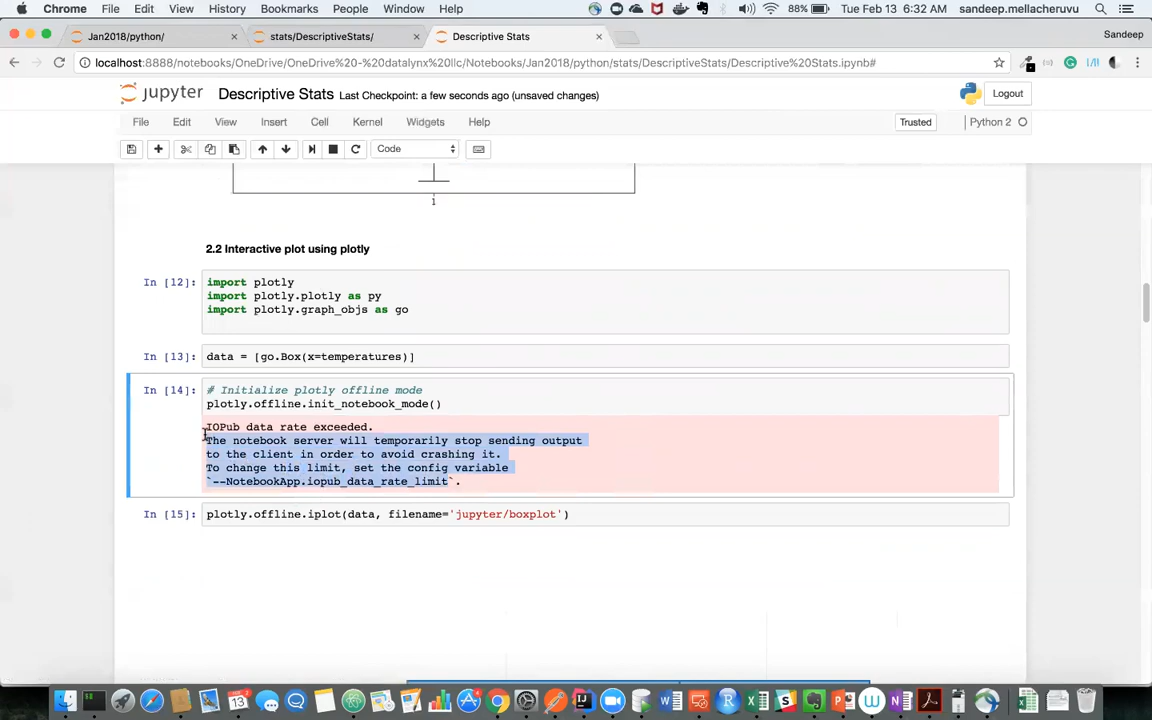 Chrome File Edit View History Bookmarks People Window Help 88% Tue Feb 13 6:32 AM sandeep.mellacheruvu
Jan2018/python/ stats/DescriptiveStats/ Descriptive Stats Sandeep
localhost:8888/notebooks/OneDrive/OneDrive%20-%20datalynx%20llc/Notebooks/Jan2018/python/stats/DescriptiveStats/Descriptive%20Stats.ipynb#
jupyter Descriptive Stats Last Checkpoint: a few seconds ago (unsaved changes) Logout
File Edit View Insert Cell Kernel Widgets Help Trusted Python 2
Code
i
2.2 Interactive plot using plotly
In [12]: import plotly
import plotly.plotly as py
import plotly.graph_objs as go
In [13]: data = [go.Box(x=temperatures)]
In [14]: # Initialize plotly offline mode
plotly.offline.init_notebook_mode()
IOPub data rate exceeded.
The notebook server will temporarily stop sending output
to the client in order to avoid crashing it.
To change this limit, set the config variable
`--NotebookApp.iopub_data_rate_limit`.
In [15]: plotly.offline.iplot(data, filename='jupyter/boxplot')